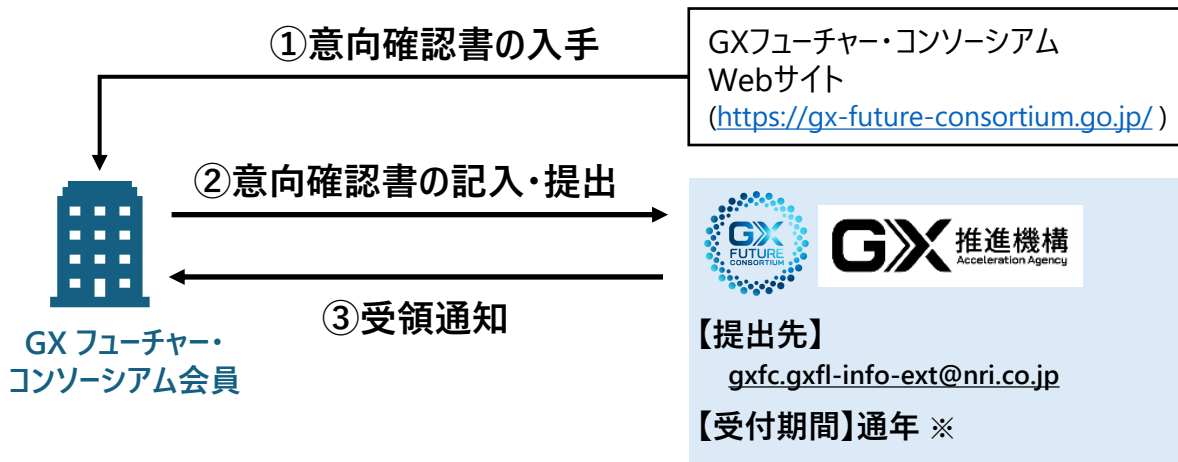 ①意向確認書の入手
GXフューチャー・コンソーシアム
Webサイト
(https://gx-future-consortium.go.jp/ )
②意向確認書の記入・提出
GX
FUTURE
CONSORTIUM
GX 推進機構
Acceleration Agency
③受領通知
GX フューチャー・
コンソーシアム会員
【提出先】
gxfc.gxfl-info-ext@nri.co.jp
【受付期間】通年 ※